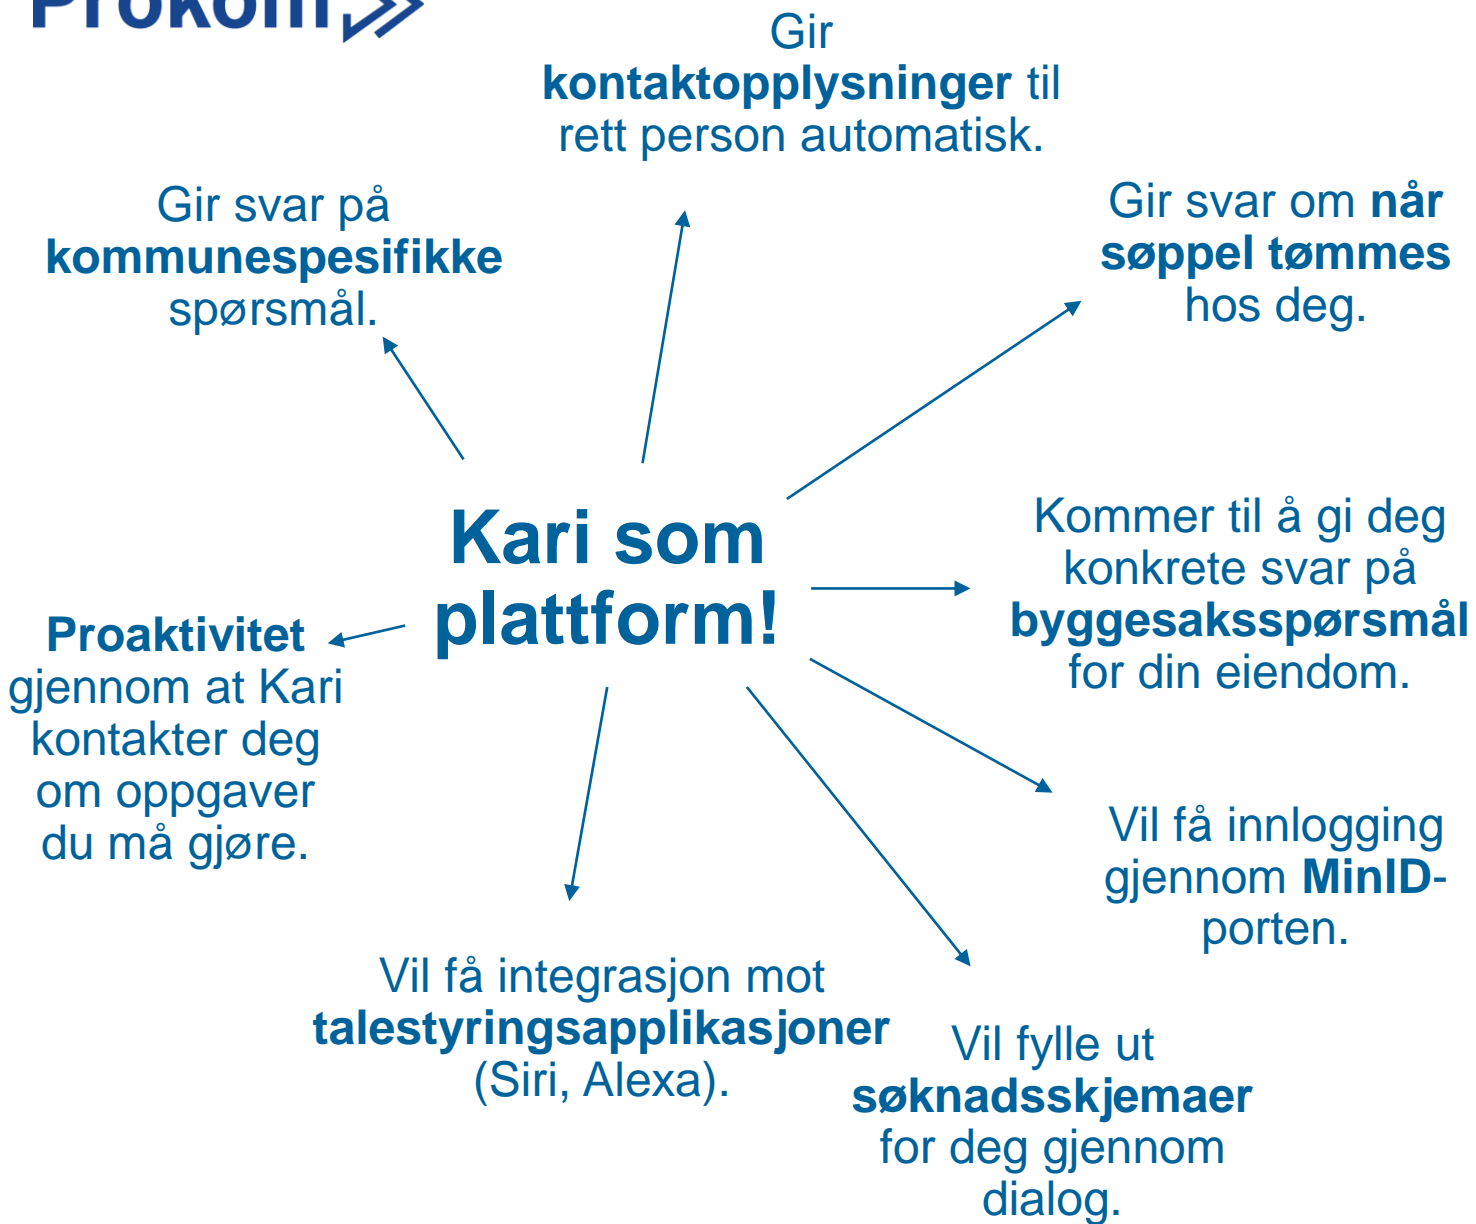 Prokom
Gir
kontaktopplysninger til
rett person automatisk.
Gir svar på
kommunespesifikke
spørsmål.
Gir svar om når
søppel tømmes
hos deg.
Kari som
plattform!
Kommer til å gi deg
konkrete svar på
byggesaksspørsmål
for din eiendom.
Proaktivitet
gjennom at Kari
kontakter deg
om oppgaver
du må gjøre.
Vil få innlogging
gjennom MinID-
porten.
Vil få integrasjon mot
talestyringsapplikasjoner
(Siri, Alexa).
Vil fylle ut
søknadsskjemaer
for deg gjennom
dialog.